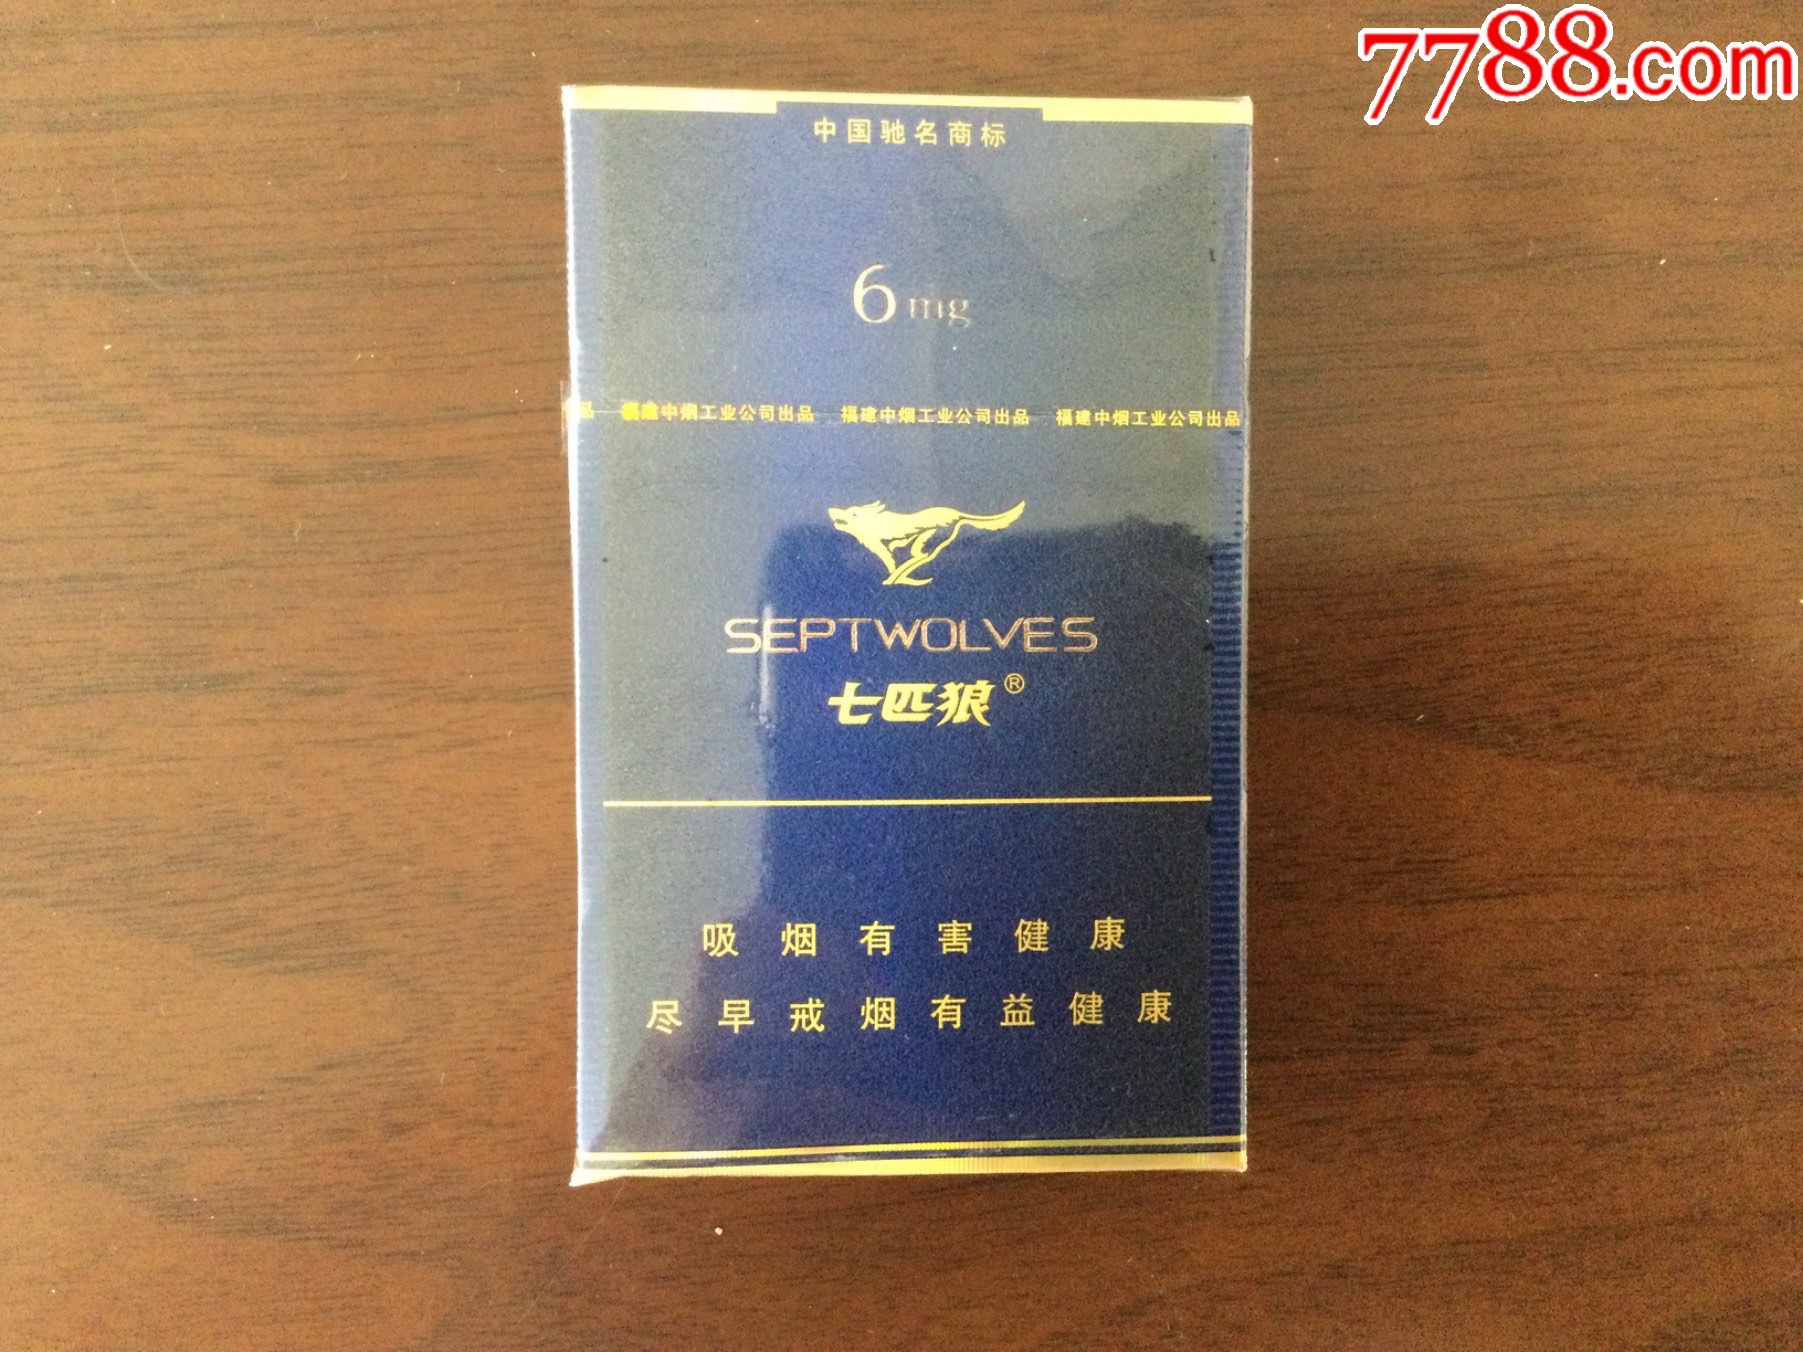 7788.com
中国驰名商标
6mg
品 福建中烟工业公司出品 福建中烟工业公司出品 福建中烟工业公司出品
SEPTWOLVES
七匹狼®
吸烟有害健康
尽早戒烟有益健康